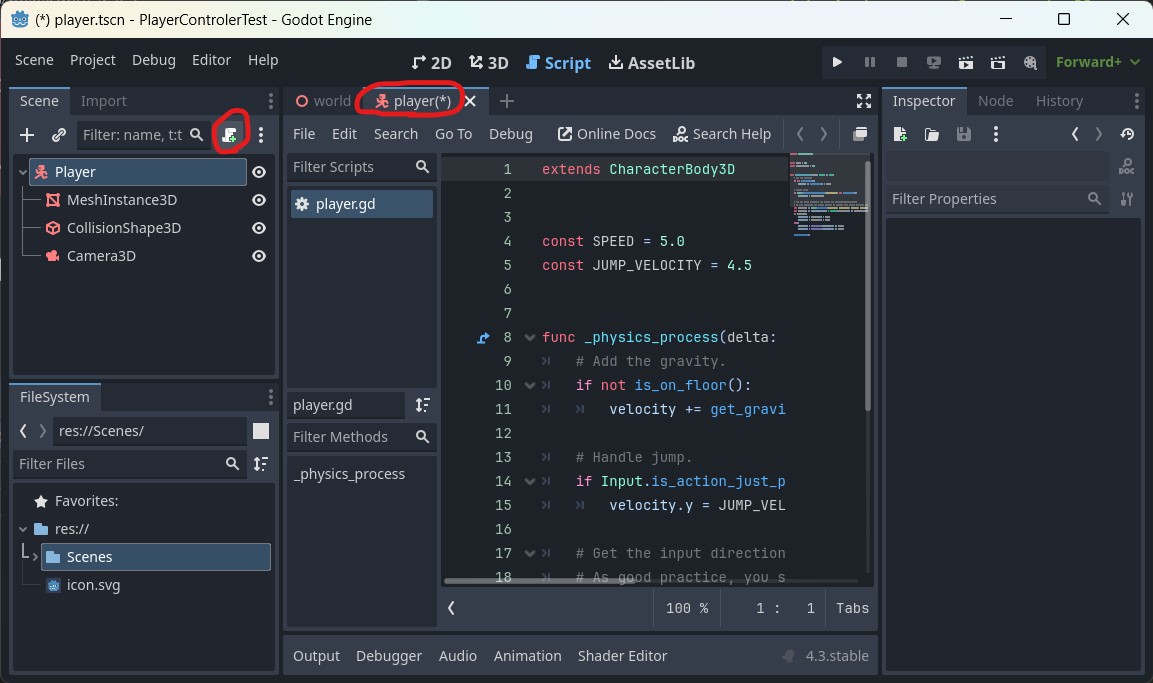 (*) player.tscn - PlayerControlerTest - Godot Engine
Scene Project Debug Editor Help
2D 3D Script AssetLib
Forward+
Scene Import
world player(*)
Inspector Node History
Filter: name, t:t
File Edit Search Go To Debug Online Docs Search Help
Player
MeshInstance3D
CollisionShape3D
Camera3D
Filter Scripts
player.gd
player.gd
Filter Methods
_physics_process
1 extends CharacterBody3D
2
3
4 const SPEED = 5.0
5 const JUMP_VELOCITY = 4.5
6
7
8 func _physics_process(delta:
9 # Add the gravity.
10 if not is_on_floor():
11 velocity += get_gravi
12
13 # Handle jump.
14 if Input.is_action_just_p
15 velocity.y = JUMP_VEL
16
17 # Get the input direction
18 # As good practice, you s
100 % 1 : 1 Tabs
DOC
Filter Properties
FileSystem
res://Scenes/
Filter Files
Favorites:
res://
Scenes
icon.svg
Output Debugger Audio Animation Shader Editor 4.3.stable